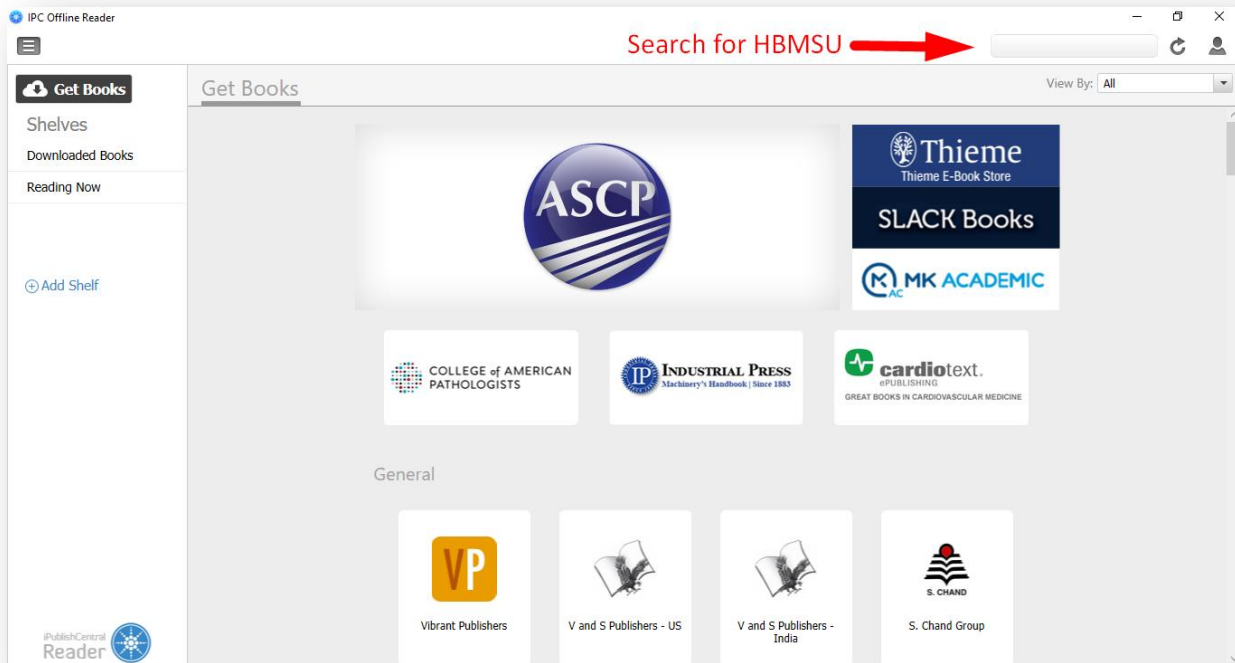 IPC Offline Reader
Search for HBMSU
Get Books
Get Books
View By: All
Shelves
Downloaded Books
Reading Now
Add Shelf
ASCP
Thieme
Thieme E-Book Store
SLACK Books
MK ACADEMIC
AC
COLLEGE of AMERICAN
PATHOLOGISTS
IP
INDUSTRIAL PRESS
Machinery's Handbook | Since 1883
cardiotext.
ePUBLISHING
GREAT BOOKS IN CARDIOVASCULAR MEDICINE
General
VP
S. CHAND
Vibrant Publishers
V and S Publishers - US
V and S Publishers -
India
S. Chand Group
iPublishCentral
Reader